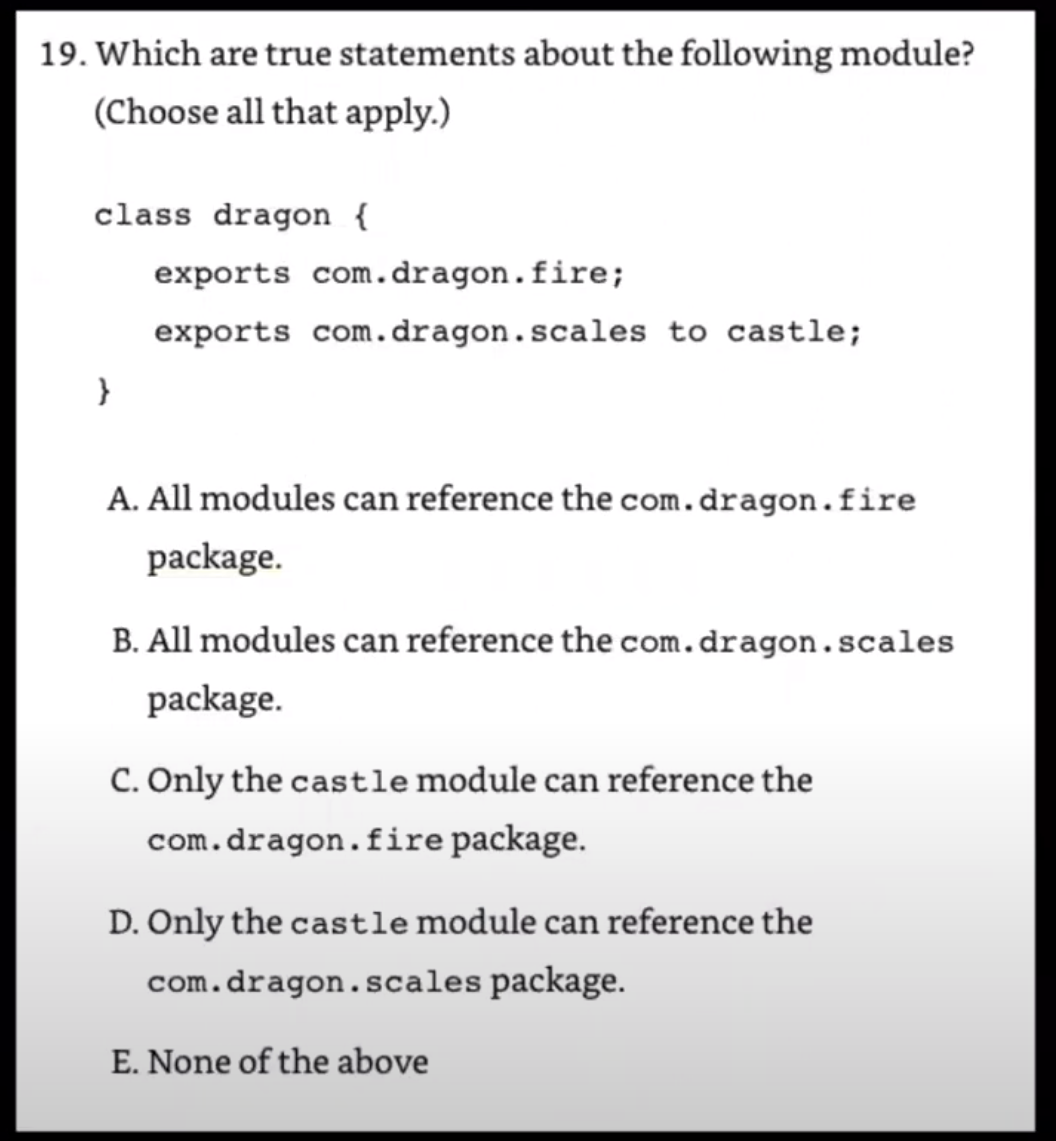 19. Which are true statements about the following module?
(Choose all that apply.)
class dragon {
exports com.dragon.fire;
exports com.dragon.scales to castle;
}
A. All modules can reference the com.dragon.fire
package.
B. All modules can reference the com.dragon.scales
package.
C. Only the castle module can reference the
com.dragon.fire package.
D. Only the castle module can reference the
com.dragon.scales package.
E. None of the above